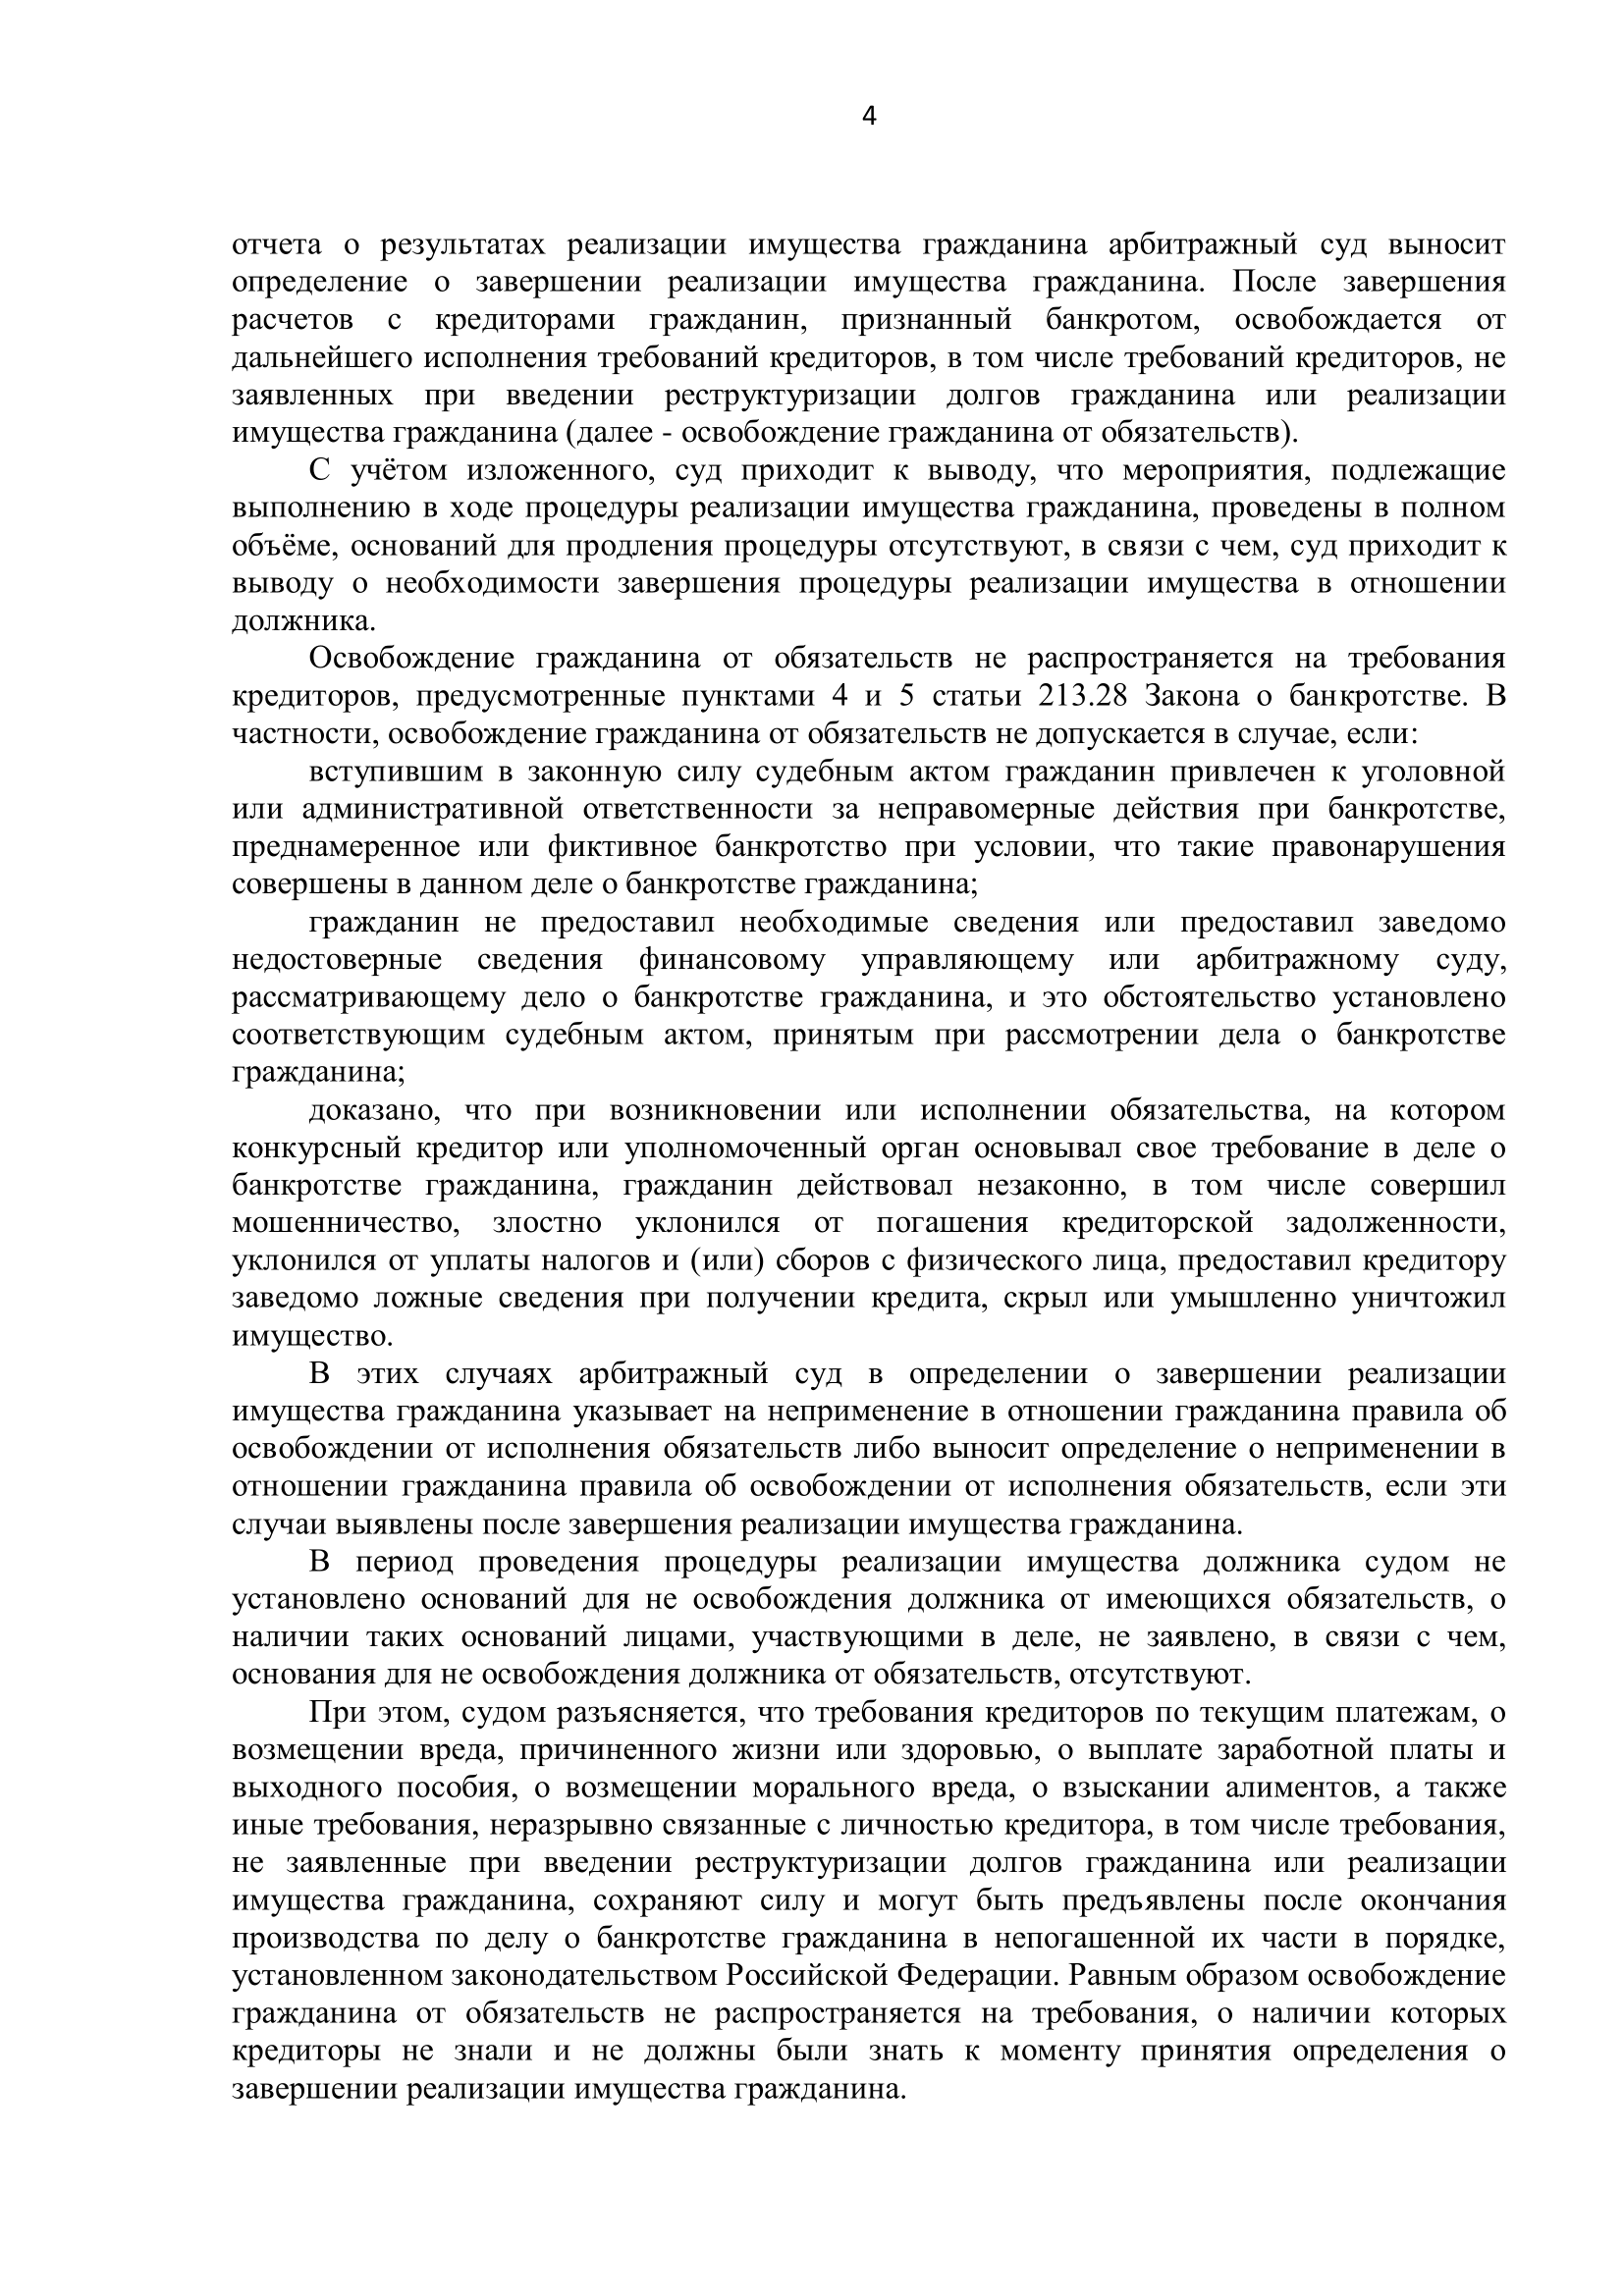 4
отчета о результатах реализации имущества гражданина арбитражный суд выносит
определение о завершении реализации имущества гражданина. После завершения
расчетов с кредиторами гражданин, признанный банкротом, освобождается от
дальнейшего исполнения требований кредиторов, в том числе требований кредиторов, не
заявленных при введении реструктуризации долгов гражданина или реализации
имущества гражданина (далее - освобождение гражданина от обязательств).
С учётом изложенного, суд приходит к выводу, что мероприятия, подлежащие
выполнению в ходе процедуры реализации имущества гражданина, проведены в полном
объёме, оснований для продления процедуры отсутствуют, в связи с чем, суд приходит к
выводу о необходимости завершения процедуры реализации имущества в отношении
должника.
Освобождение гражданина от обязательств не распространяется на требования
кредиторов, предусмотренные пунктами 4 и 5 статьи 213.28 Закона о банкротстве. В
частности, освобождение гражданина от обязательств не допускается в случае, если:
вступившим в законную силу судебным актом гражданин привлечен к уголовной
или административной ответственности за неправомерные действия при банкротстве,
преднамеренное или фиктивное банкротство при условии, что такие правонарушения
совершены в данном деле о банкротстве гражданина;
гражданин не предоставил необходимые сведения или предоставил заведомо
недостоверные сведения финансовому управляющему или арбитражному суду,
рассматривающему дело о банкротстве гражданина, и это обстоятельство установлено
соответствующим судебным актом, принятым при рассмотрении дела о банкротстве
гражданина;
доказано, что при возникновении или исполнении обязательства, на котором
конкурсный кредитор или уполномоченный орган основывал свое требование в деле о
банкротстве гражданина, гражданин действовал незаконно, в том числе совершил
мошенничество, злостно уклонился от погашения кредиторской задолженности,
уклонился от уплаты налогов и (или) сборов с физического лица, предоставил кредитору
заведомо ложные сведения при получении кредита, скрыл или умышленно уничтожил
имущество.
В этих случаях арбитражный суд в определении о завершении реализации
имущества гражданина указывает на неприменение в отношении гражданина правила об
освобождении от исполнения обязательств либо выносит определение о неприменении в
отношении гражданина правила об освобождении от исполнения обязательств, если эти
случаи выявлены после завершения реализации имущества гражданина.
В период проведения процедуры реализации имущества должника судом не
установлено оснований для не освобождения должника от имеющихся обязательств, о
наличии таких оснований лицами, участвующими в деле, не заявлено, в связи с чем,
основания для не освобождения должника от обязательств, отсутствуют.
При этом, судом разъясняется, что требования кредиторов по текущим платежам, о
возмещении вреда, причиненного жизни или здоровью, о выплате заработной платы и
выходного пособия, о возмещении морального вреда, о взыскании алиментов, а также
иные требования, неразрывно связанные с личностью кредитора, в том числе требования,
не заявленные при введении реструктуризации долгов гражданина или реализации
имущества гражданина, сохраняют силу и могут быть предъявлены после окончания
производства по делу о банкротстве гражданина в непогашенной их части в порядке,
установленном законодательством Российской Федерации. Равным образом освобождение
гражданина от обязательств не распространяется на требования, о наличии которых
кредиторы не знали и не должны были знать к моменту принятия определения о
завершении реализации имущества гражданина.